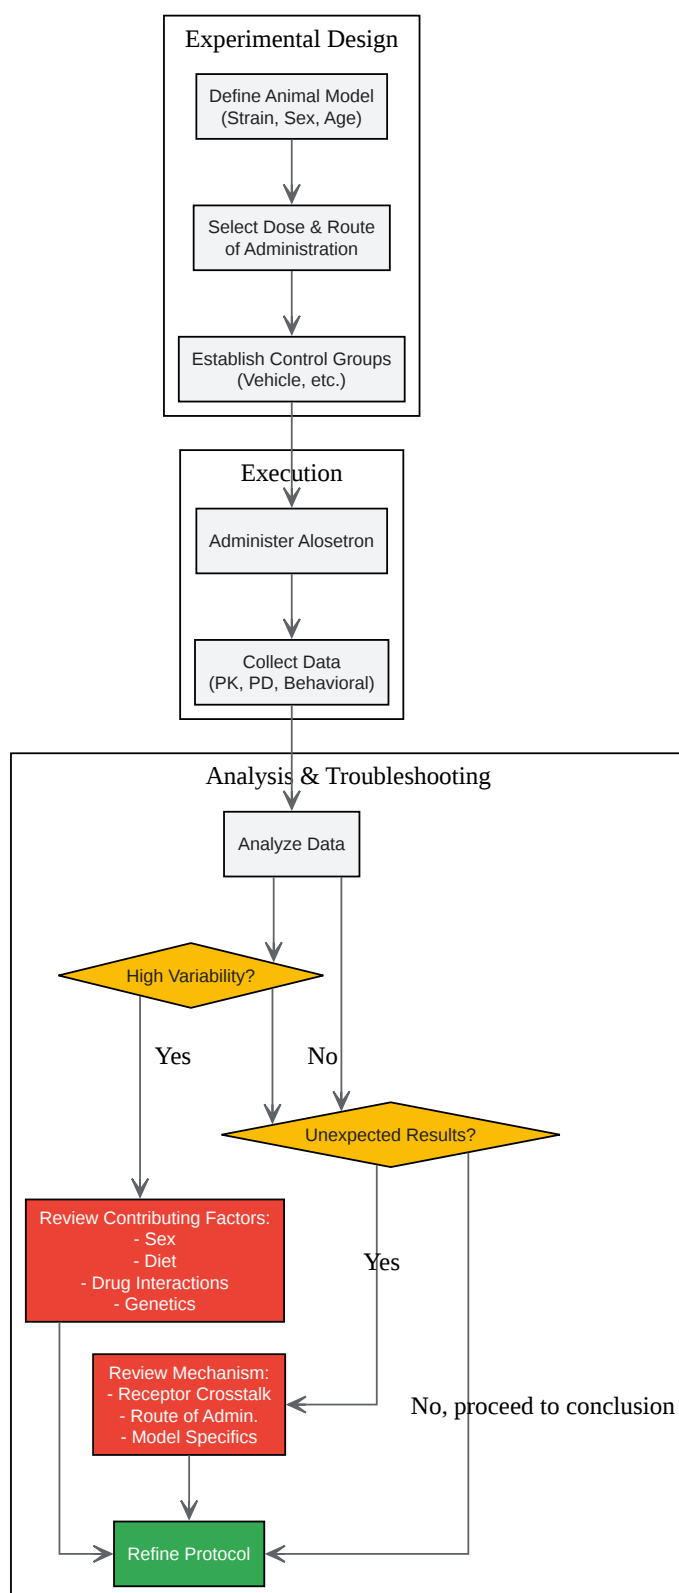 Experimental Design
Define Animal Model
(Strain, Sex, Age)
Select Dose & Route
of Administration
Establish Control Groups
(Vehicle, etc.)
Execution
Administer Alosetron
Collect Data
(PK, PD, Behavioral)
Analysis & Troubleshooting
Analyze Data
High Variability?
Yes
No
Unexpected Results?
Review Contributing Factors:
- Sex
- Diet
- Drug Interactions
- Genetics
Yes
Review Mechanism:
- Receptor Crosstalk
- Route of Admin.
- Model Specifics
No, proceed to conclusion
Refine Protocol